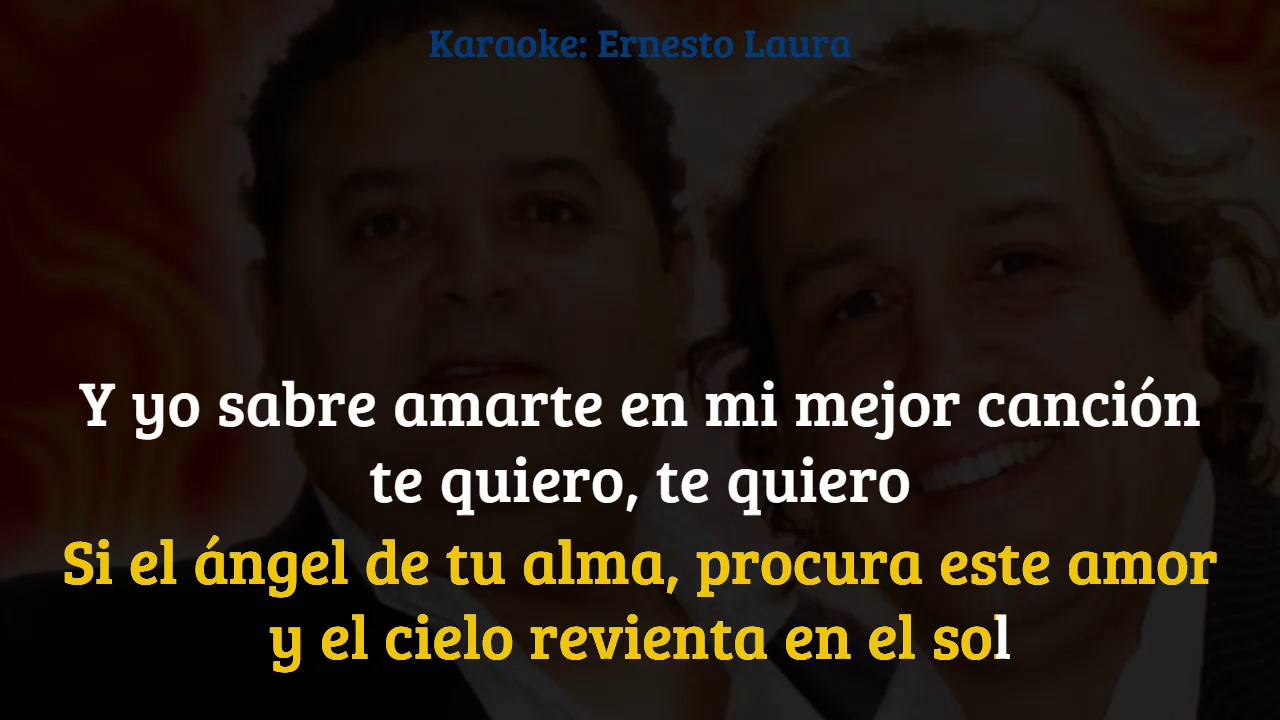 Karaoke: Ernesto Laura
Y yo sabre amarte en mi mejor canción
te quiero, te quiero
Si el ángel de tu alma, procura este amor
y el cielo revienta en el sol